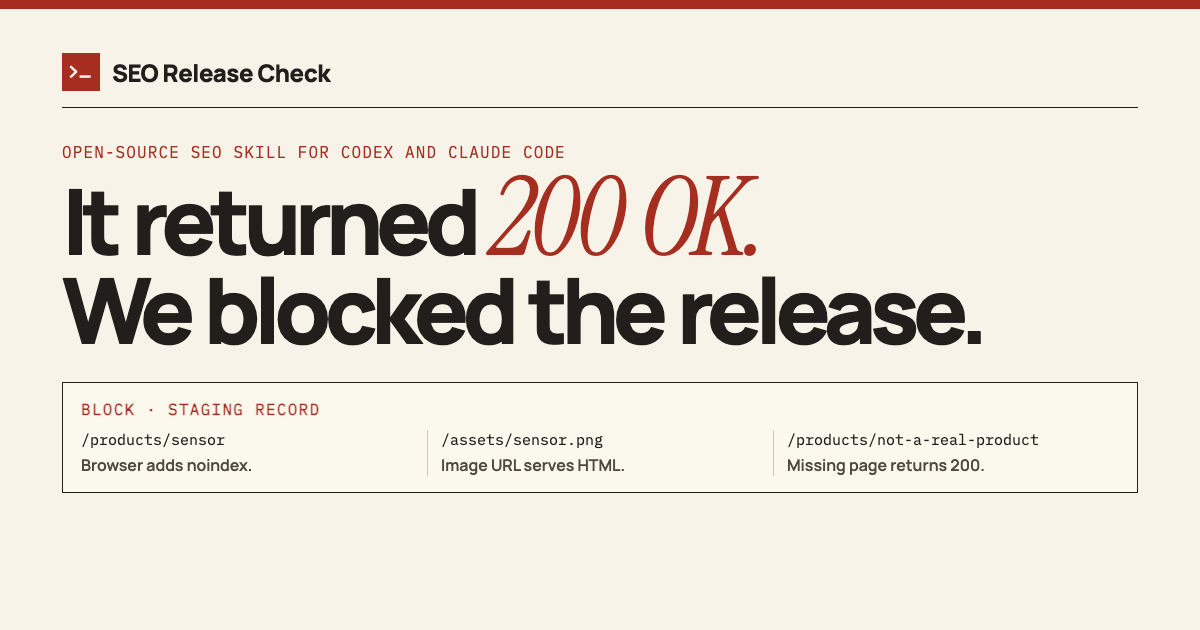 SEO Release Check
OPEN-SOURCE SEO SKILL FOR CODEX AND CLAUDE CODE
It returned 200 OK.
We blocked the release.
BLOCK · STAGING RECORD
/products/sensor
Browser adds noindex.
/assets/sensor.png
Image URL serves HTML.
/products/not-a-real-product
Missing page returns 200.